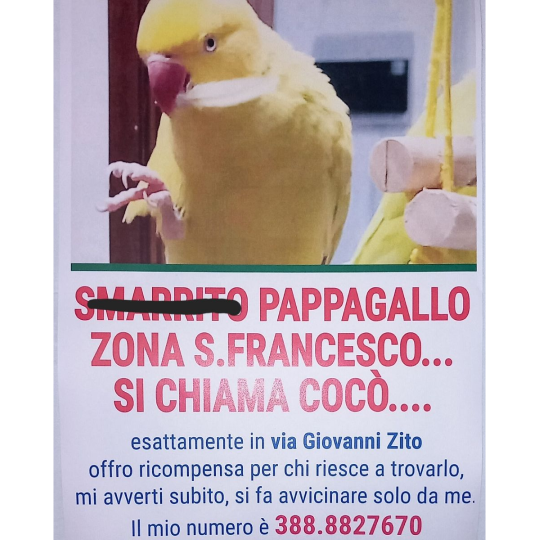 SMARRITO PAPPAGALLO
ZONA S.FRANCESCO...
SI CHIAMA COCÒ....
esattamente in via Giovanni Zito
offro ricompensa per chi riesce a trovarlo,
mi avverti subito, si fa avvicinare solo da me.
Il mio numero è 388.8827670